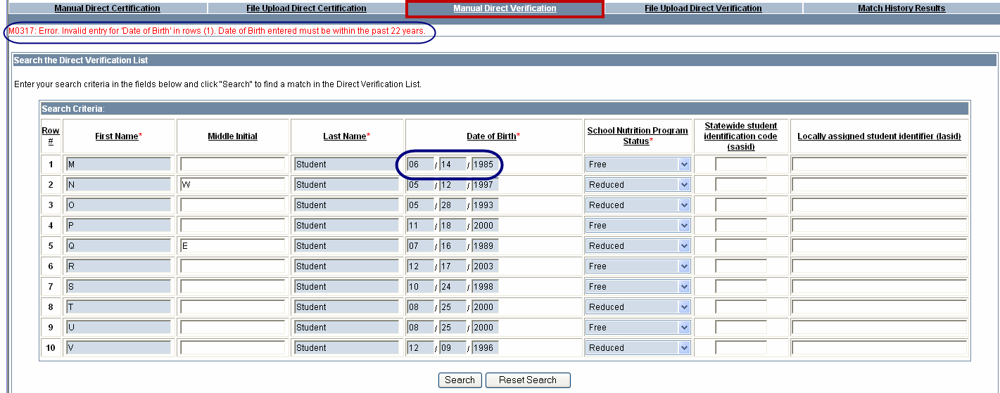 Manual Direct Certification File Upload Direct Certification Manual Direct Verification File Upload Direct Verification Match History Results
M0317: Error. Invalid entry for 'Date of Birth' in rows (1). Date of Birth entered must be within the past 22 years.
Search the Direct Verification List
Enter your search criteria in the fields below and click "Search" to find a match in the Direct Verification List.
Search Criteria:
Row # First Name* Middle Initial Last Name* Date of Birth* School Nutrition Program Status* Statewide student identification code (sasid) Locally assigned student identifier (lasid)
1 M Student 06 / 14 / 1985 Free
2 N W Student 05 / 12 / 1997 Reduced
3 O Student 05 / 28 / 1993 Reduced
4 P Student 11 / 18 / 2000 Free
5 Q E Student 07 / 16 / 1989 Reduced
6 R Student 12 / 17 / 2003 Free
7 S Student 10 / 24 / 1998 Free
8 T Student 08 / 25 / 2000 Reduced
9 U Student 08 / 25 / 2000 Free
10 V Student 12 / 09 / 1996 Reduced
Search Reset Search